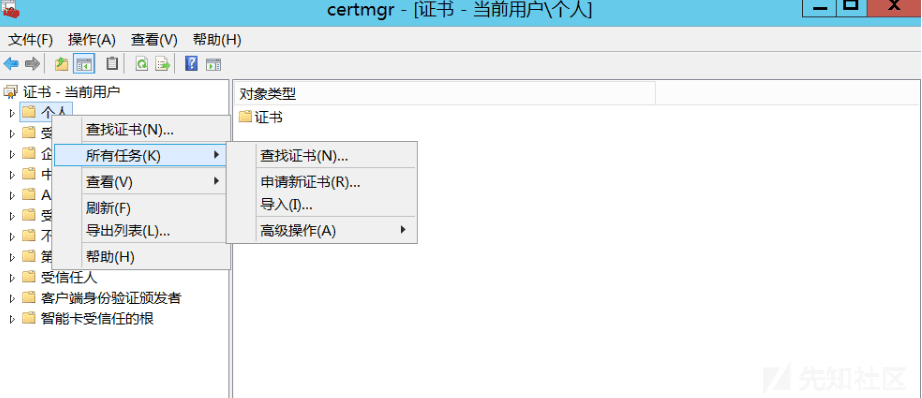 certmgr - [证书 - 当前用户\个人]
文件(F) 操作(A) 查看(V) 帮助(H)
证书 - 当前用户
个人
受
企
中
A
受
不
第
受信任人
客户端身份验证颁发者
智能卡受信任的根
查找证书(N)...
所有任务(K)
查看(V)
刷新(F)
导出列表(L)...
帮助(H)
查找证书(N)...
申请新证书(R)...
导入(I)...
高级操作(A)
对象类型
证书
先知社区